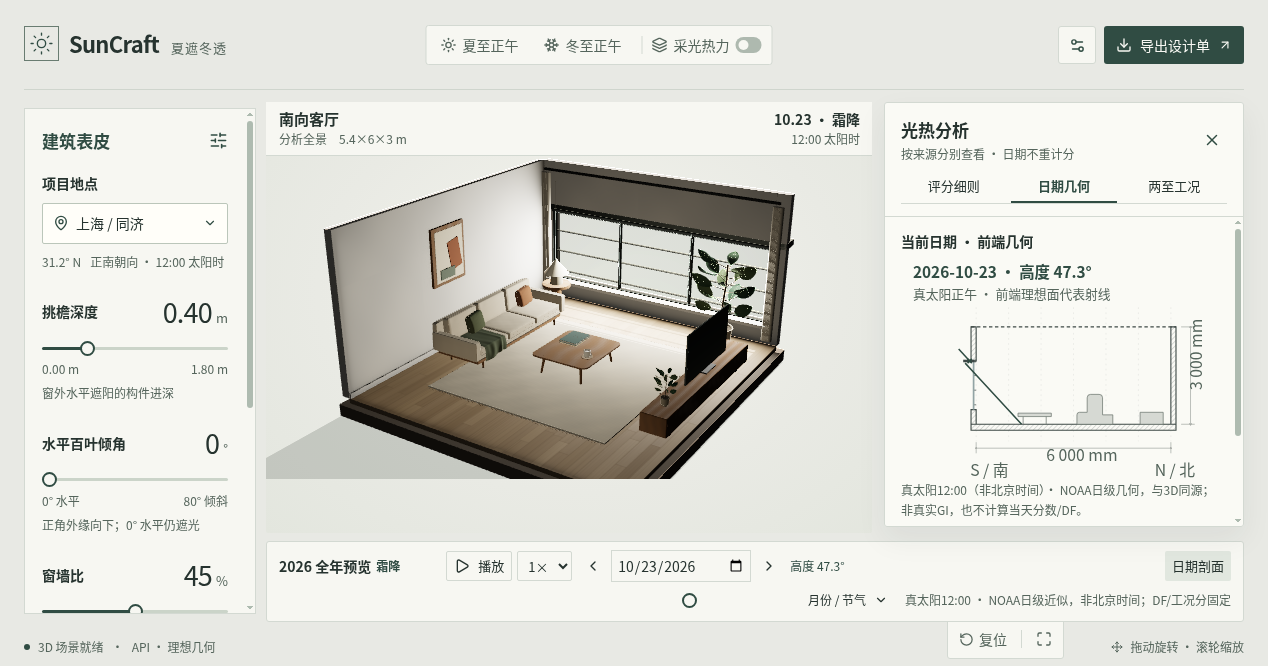 SunCraft 夏遮冬透
夏至正午 冬至正午 采光热力
导出设计单
建筑表皮
项目地点
上海 / 同济
31.2° N 正南朝向 · 12:00 太阳时
挑檐深度 0.40 m
0.00 m 1.80 m
窗外水平遮阳的构件进深
水平百叶倾角 0 °
0° 水平 80° 倾斜
正角外缘向下；0° 水平仍遮光
窗墙比 45 %
南向客厅 10.23 · 霜降
分析全景 5.4×6×3 m 12:00 太阳时
光热分析
按来源分别查看 · 日期不重计分
评分细则 日期几何 两至工况
当前日期 · 前端几何
2026-10-23 · 高度 47.3°
真太阳正午 · 前端理想面代表射线
3 000 mm
6 000 mm
S / 南 N / 北
真太阳12:00（非北京时间）· NOAA日级几何，与3D同源；
非真实GI，也不计算当天分数/DF。
2026 全年预览 霜降 播放 1× 10/23/2026 高度 47.3° 日期剖面
月份 / 节气 真太阳12:00 · NOAA日级近似，非北京时间；DF/工况分固定
复位
3D 场景就绪 · API · 理想几何 拖动旋转 · 滚轮缩放